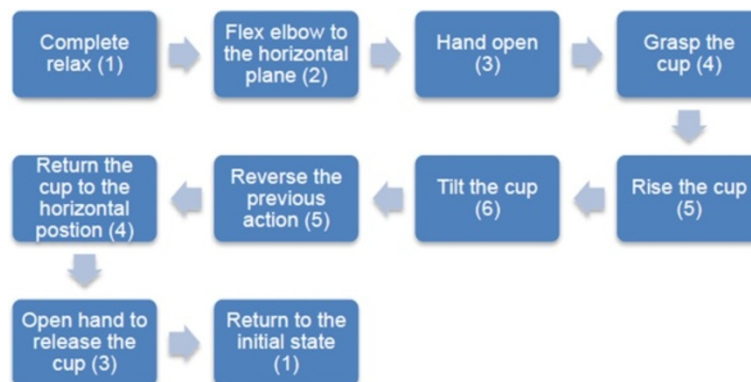 Complete
relax (1)
Flex elbow to
the horizontal
plane (2)
Hand open
(3)
Grasp the
cup (4)
Rise the cup
(5)
Tilt the cup
(6)
Reverse the
previous
action (5)
Return the
cup to the
horizontal
postion (4)
Open hand to
release the
cup (3)
Return to the
initial state
(1)